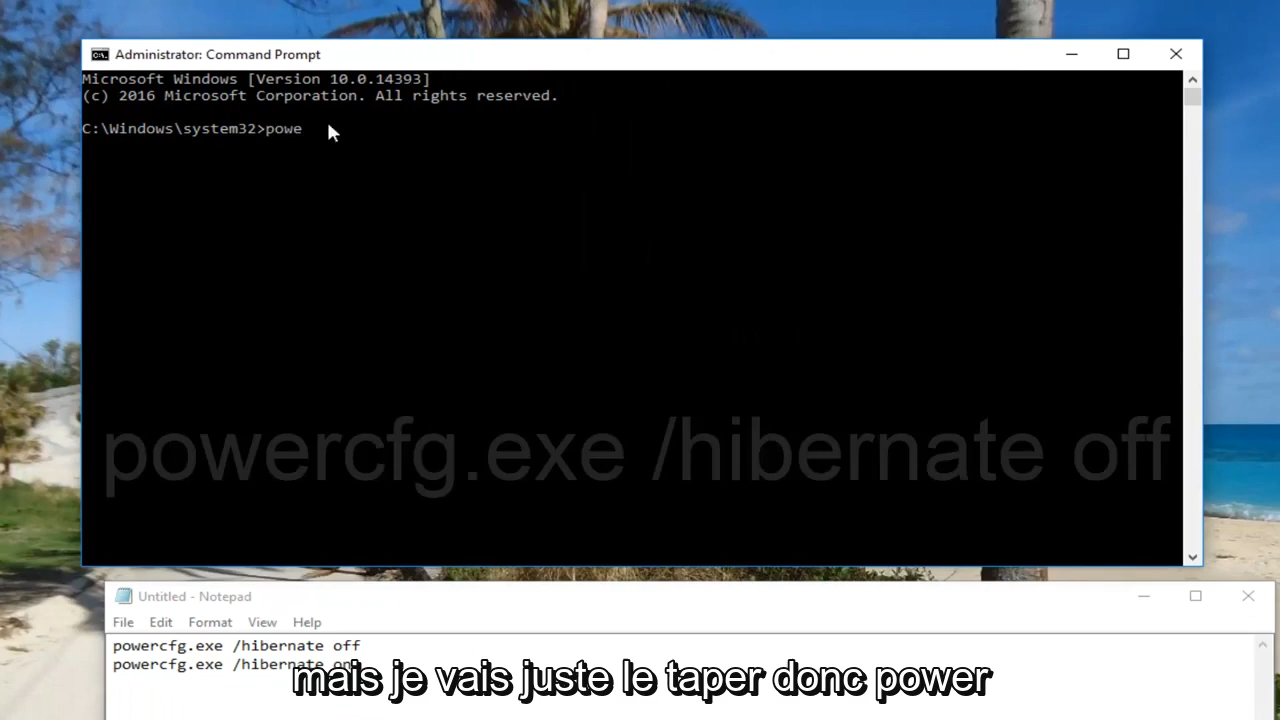 Administrator: Command Prompt
Microsoft Windows [Version 10.0.14393]
(c) 2016 Microsoft Corporation. All rights reserved.
C:\Windows\system32>powe
powercfg.exe /hibernate off
Untitled - Notepad
File Edit Format View Help
powercfg.exe /hibernate off
powercfg.exe /hibernate on
mais je vais juste le taper donc power